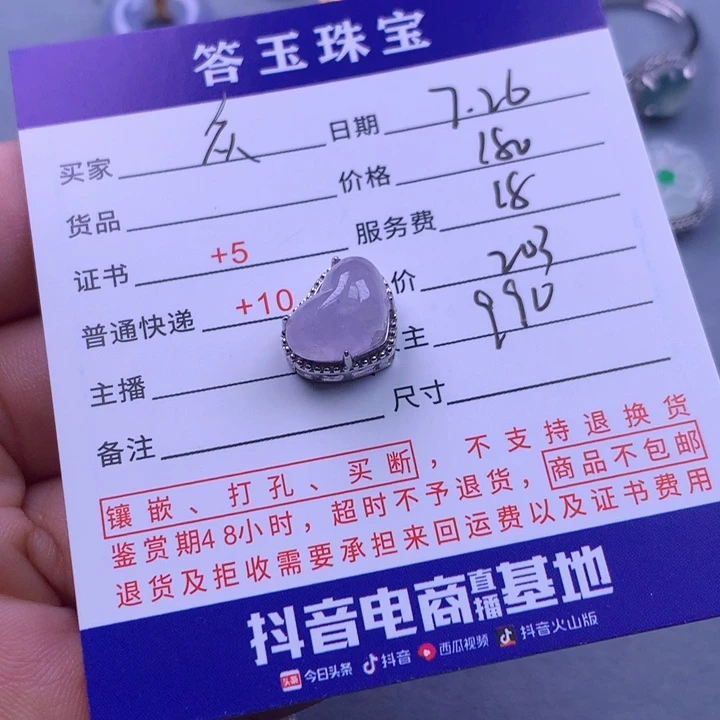 答玉珠宝
买家 众 日期 7.26
货品 价格 180
证书 +5 服务费 18
普通快递 +10 价 203
主播 主 990
备注 尺寸
镶嵌、打孔、买断，不支持退换货
鉴赏期48小时，超时不予退货，商品不包邮
退货及拒收需要承担来回运费以及证书费用
抖音电商直播基地
头条 今日头条 抖音 西瓜视频 抖音火山版